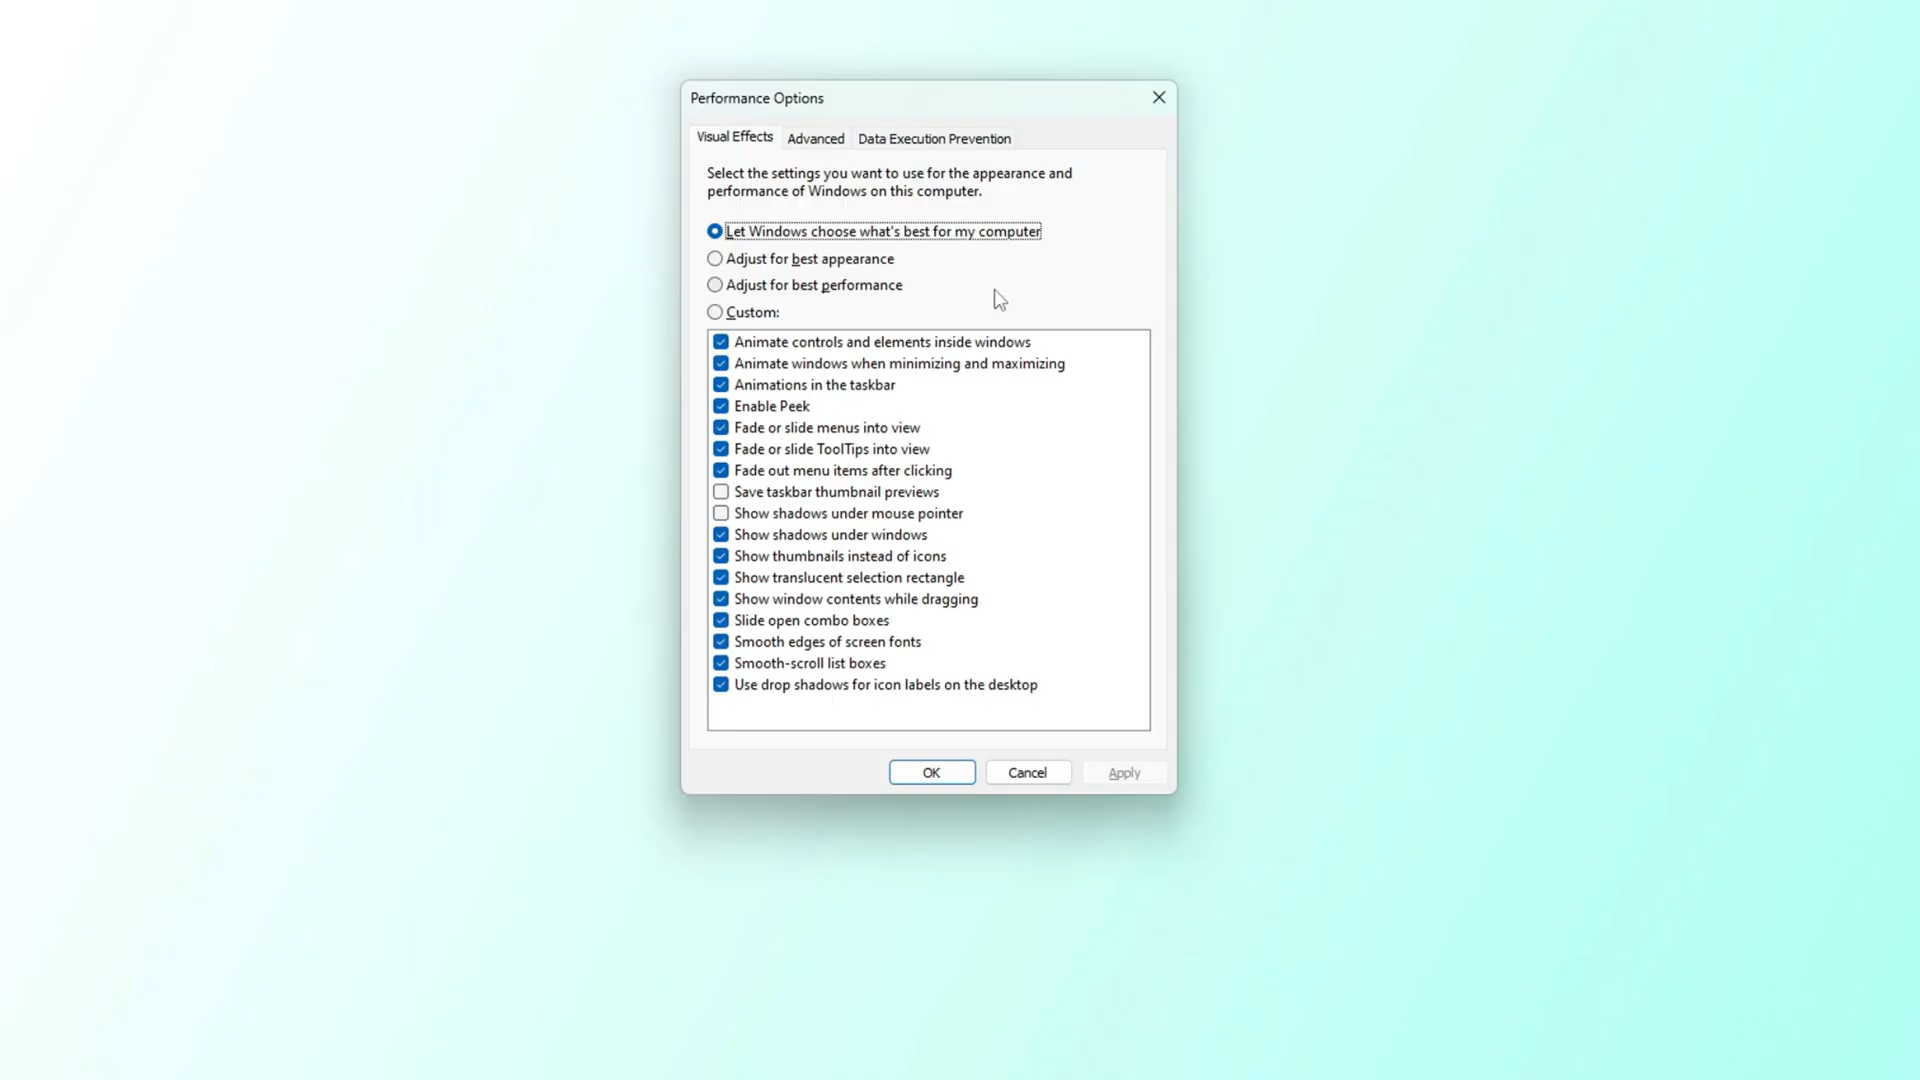 Performance Options
Visual Effects
Advanced
Data Execution Prevention
Select the settings you want to use for the appearance and
performance of Windows on this computer.
Let Windows choose what's best for my computer
Adjust for best appearance
Adjust for best performance
Custom:
Animate controls and elements inside windows
Animate windows when minimizing and maximizing
Animations in the taskbar
Enable Peek
Fade or slide menus into view
Fade or slide ToolTips into view
Fade out menu items after clicking
Save taskbar thumbnail previews
Show shadows under mouse pointer
Show shadows under windows
Show thumbnails instead of icons
Show translucent selection rectangle
Show window contents while dragging
Slide open combo boxes
Smooth edges of screen fonts
Smooth-scroll list boxes
Use drop shadows for icon labels on the desktop
OK
Cancel
Apply